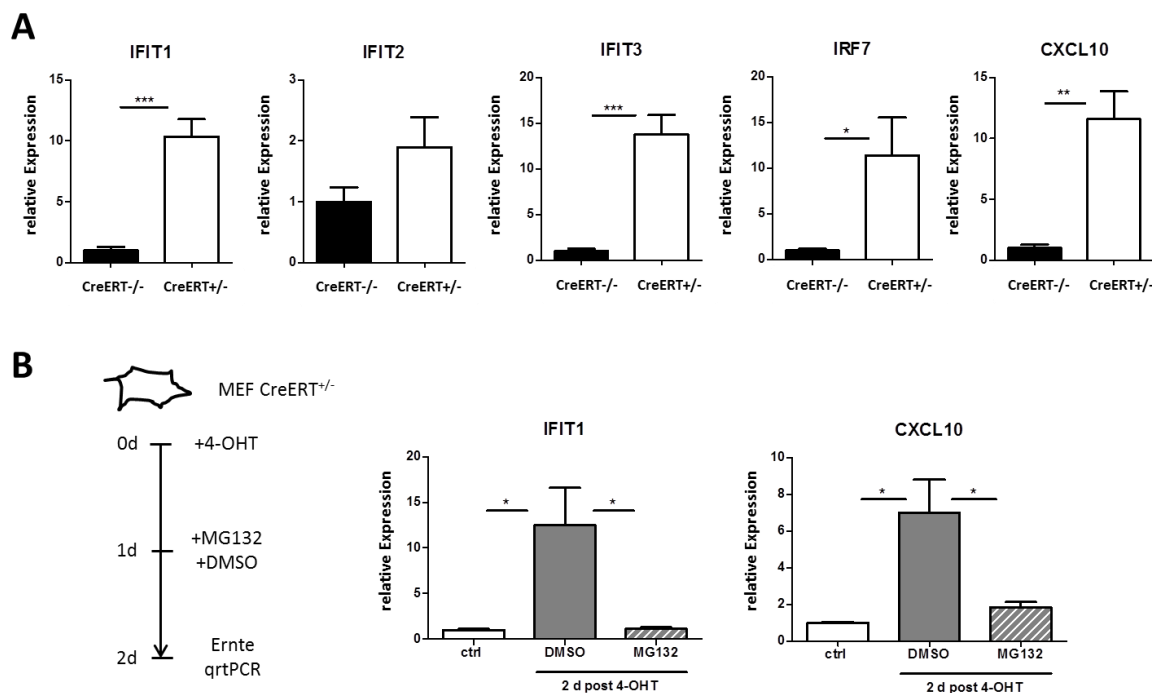 A
IFIT1
relative Expression
15
10
5
0
***
CreERT-/-
CreERT+/-
IFIT2
relative Expression
3
2
1
0
CreERT-/-
CreERT+/-
IFIT3
relative Expression
20
15
10
5
0
***
CreERT-/-
CreERT+/-
IRF7
relative Expression
20
15
10
5
0
*
CreERT-/-
CreERT+/-
CXCL10
relative Expression
15
10
5
0
**
CreERT-/-
CreERT+/-
B
MEF CreERT+/-
0d
+4-OHT
1d
+MG132
+DMSO
2d
Ernte
qrtPCR
IFIT1
relative Expression
20
15
10
5
0
*
*
ctrl
DMSO
MG132
2 d post 4-OHT
CXCL10
relative Expression
10
8
6
4
2
0
*
*
ctrl
DMSO
MG132
2 d post 4-OHT